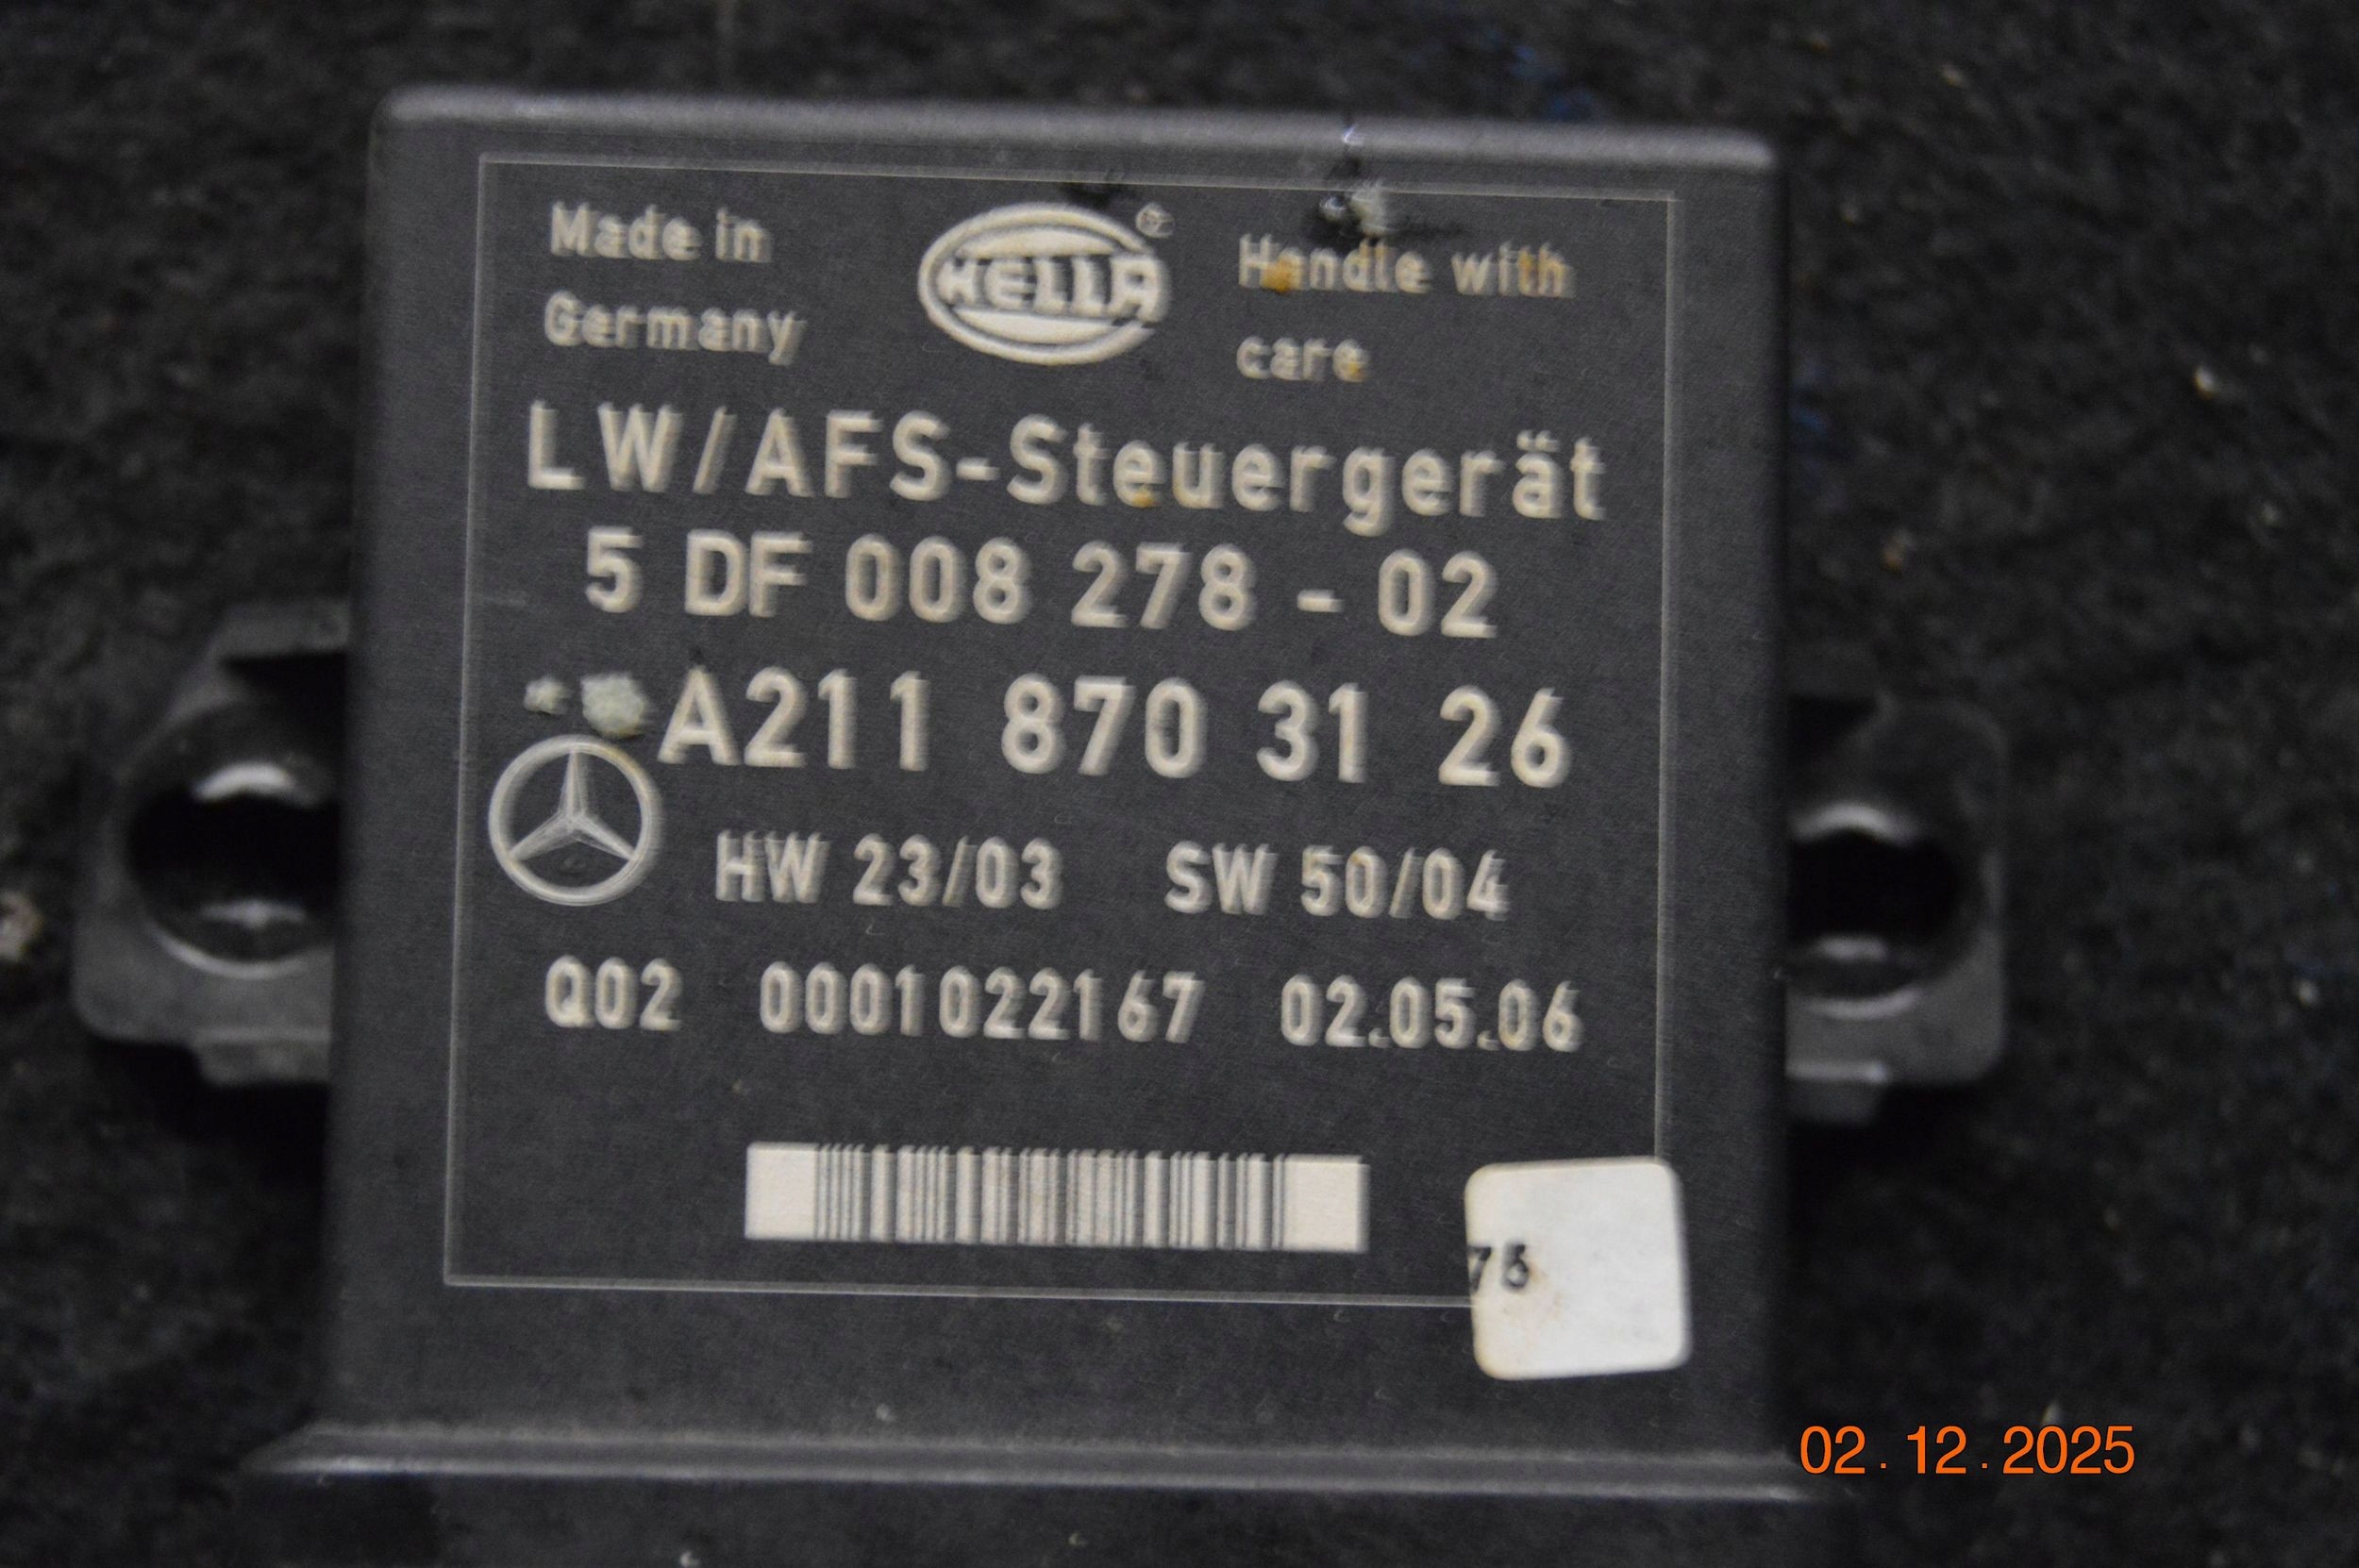 Made in
Germany
HELLA
Handle with
care
LW/AFS-Steuergerät
5 DF 008 278 - 02
A211 870 31 26
HW 23/03 SW 50/04
Q02 0001022167 02.05.06
02.12.2025